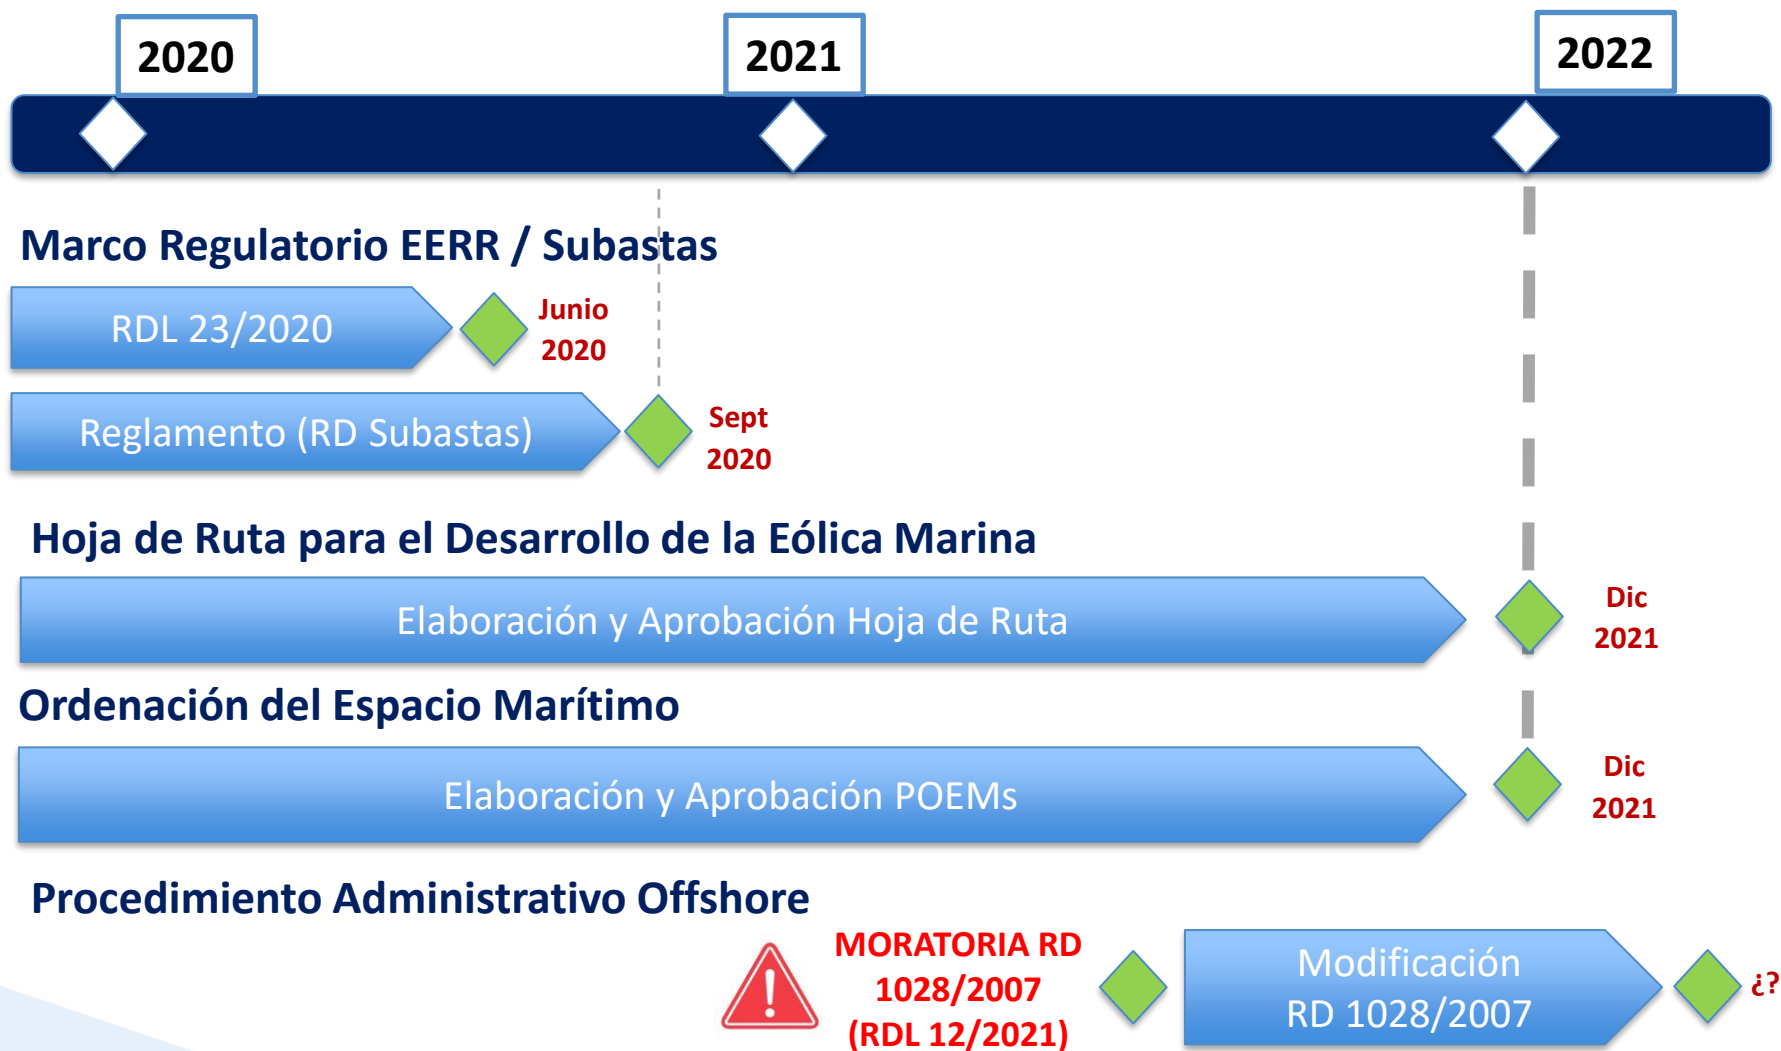 2020
2021
2022
Marco Regulatorio EERR / Subastas
RDL 23/2020
Junio
2020
Reglamento (RD Subastas)
Sept
2020
Hoja de Ruta para el Desarrollo de la Eólica Marina
Elaboración y Aprobación Hoja de Ruta
Dic
2021
Ordenación del Espacio Marítimo
Elaboración y Aprobación POEMs
Dic
2021
Procedimiento Administrativo Offshore
MORATORIA RD
1028/2007
(RDL 12/2021)
Modificación
RD 1028/2007
¿?